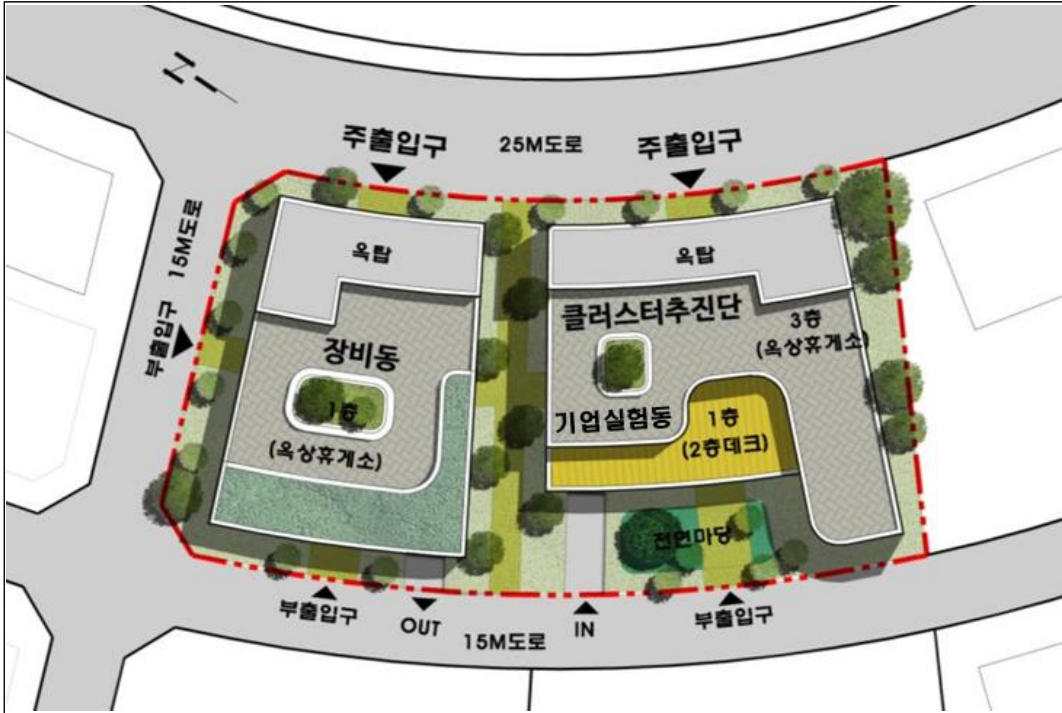 주출입구
25M도로
주출입구
15M도로
부출입구
옥탑
옥탑
장비동
1층
(옥상휴게소)
클러스터추진단
3층
(옥상휴게소)
기업실험동
1층
(2층데크)
전면마당
부출입구
OUT
15M도로
IN
부출입구